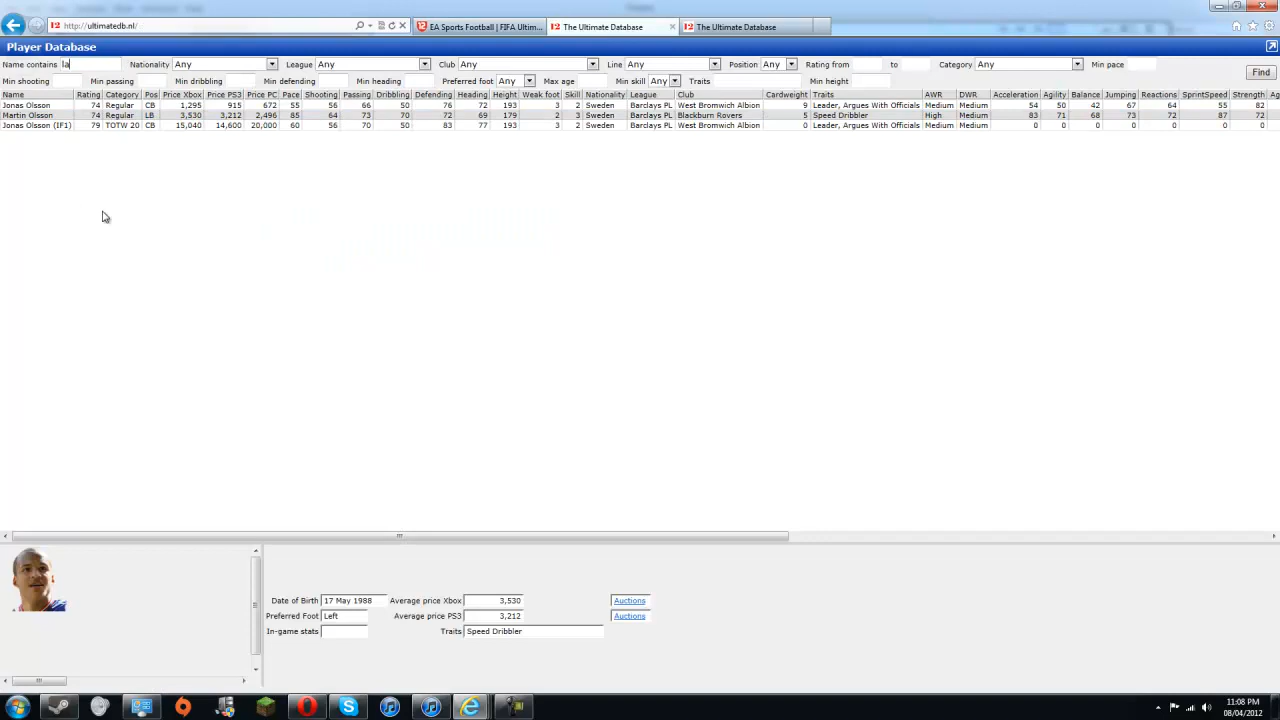 http://ultimatedb.nl/ EA Sports Football | FIFA Ultim... The Ultimate Database The Ultimate Database
Player Database
Name contains la Nationality Any League Any Club Any Line Any Position Any Rating from to Category Any Min pace
Min shooting Min passing Min dribbling Min defending Min heading Preferred foot Any Max age Min skill Any Traits Min height Find
Name Rating Category Pos Price Xbox Price PS3 Price PC Pace Shooting Passing Dribling Defending Heading Height Weak foot Skill Nationality League Club Cardweight Traits AWR DWR Acceleration Agility Balance Jumping Reactions SprintSpeed Strength Ag
Jonas Olsson 74 Regular CB 1,295 915 672 55 56 66 50 76 72 193 3 2 Sweden Barclays PL West Bromwich Albion 9 Leader, Argues With Officials Medium Medium 54 50 42 67 64 55 82
Martin Olsson 74 Regular LB 3,530 3,212 2,496 85 64 73 70 72 69 179 2 3 Sweden Barclays PL Blackburn Rovers 5 Speed Dribbler High Medium 83 71 68 73 72 87 72
Jonas Olsson (IF1) 79 TOTW 20 CB 15,040 14,600 20,000 60 56 70 50 83 77 193 3 2 Sweden Barclays PL West Bromwich Albion 0 Leader, Argues With Officials Medium Medium 0 0 0 0 0 0 0
Date of Birth 17 May 1988 Average price Xbox 3,530 Auctions
Preferred Foot Left Average price PS3 3,212 Auctions
In-game stats Traits Speed Dribbler
11:08 PM
08/04/2012